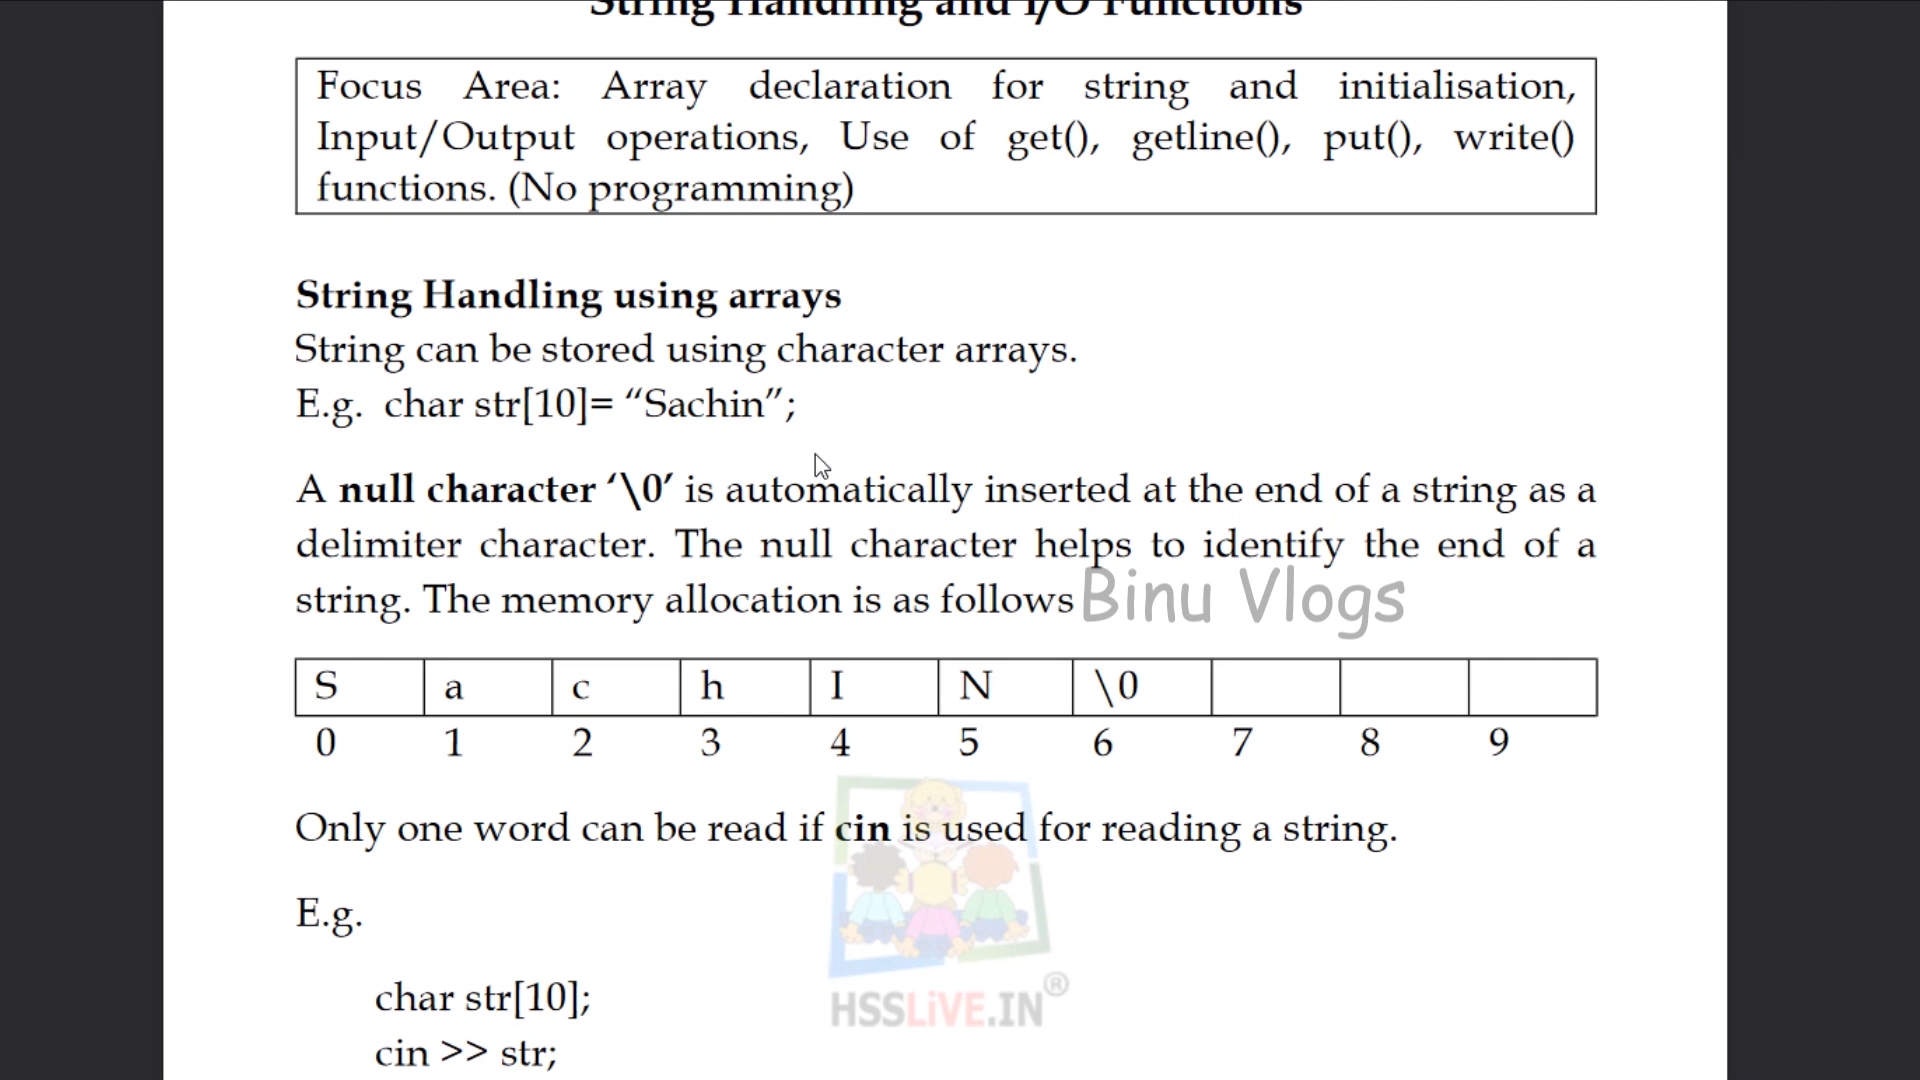 String Handling and I/O Functions
Focus Area: Array declaration for string and initialisation,
Input/Output operations, Use of get(), getline(), put(), write()
functions. (No programming)
String Handling using arrays
String can be stored using character arrays.
E.g. char str[10]= “Sachin”;
A null character ‘\0’ is automatically inserted at the end of a string as a
delimiter character. The null character helps to identify the end of a
string. The memory allocation is as follows
Binu Vlogs
S a c h I N \0
0 1 2 3 4 5 6 7 8 9
Only one word can be read if cin is used for reading a string.
E.g.
char str[10];
cin >> str;
HSSLiVE.IN®